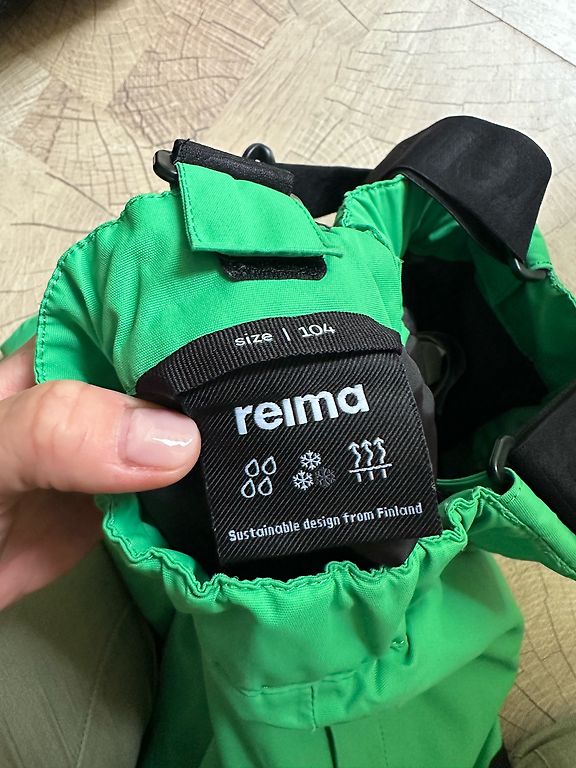 size | 104
reima
Sustainable design from Finland